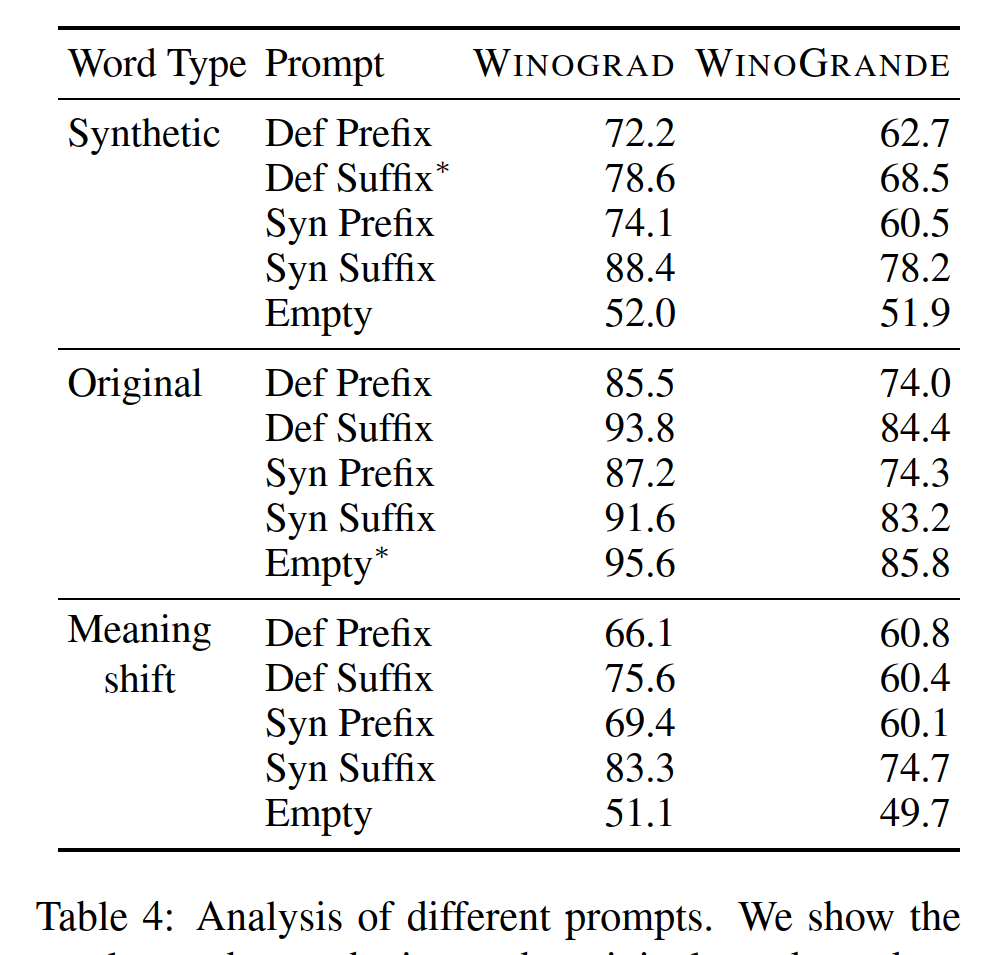 Word Type Prompt WINOGRAD WINOGRANDE
Synthetic Def Prefix 72.2 62.7
Def Suffix* 78.6 68.5
Syn Prefix 74.1 60.5
Syn Suffix 88.4 78.2
Empty 52.0 51.9
Original Def Prefix 85.5 74.0
Def Suffix 93.8 84.4
Syn Prefix 87.2 74.3
Syn Suffix 91.6 83.2
Empty* 95.6 85.8
Meaning Def Prefix 66.1 60.8
shift Def Suffix 75.6 60.4
Syn Prefix 69.4 60.1
Syn Suffix 83.3 74.7
Empty 51.1 49.7
Table 4: Analysis of different prompts. We show the